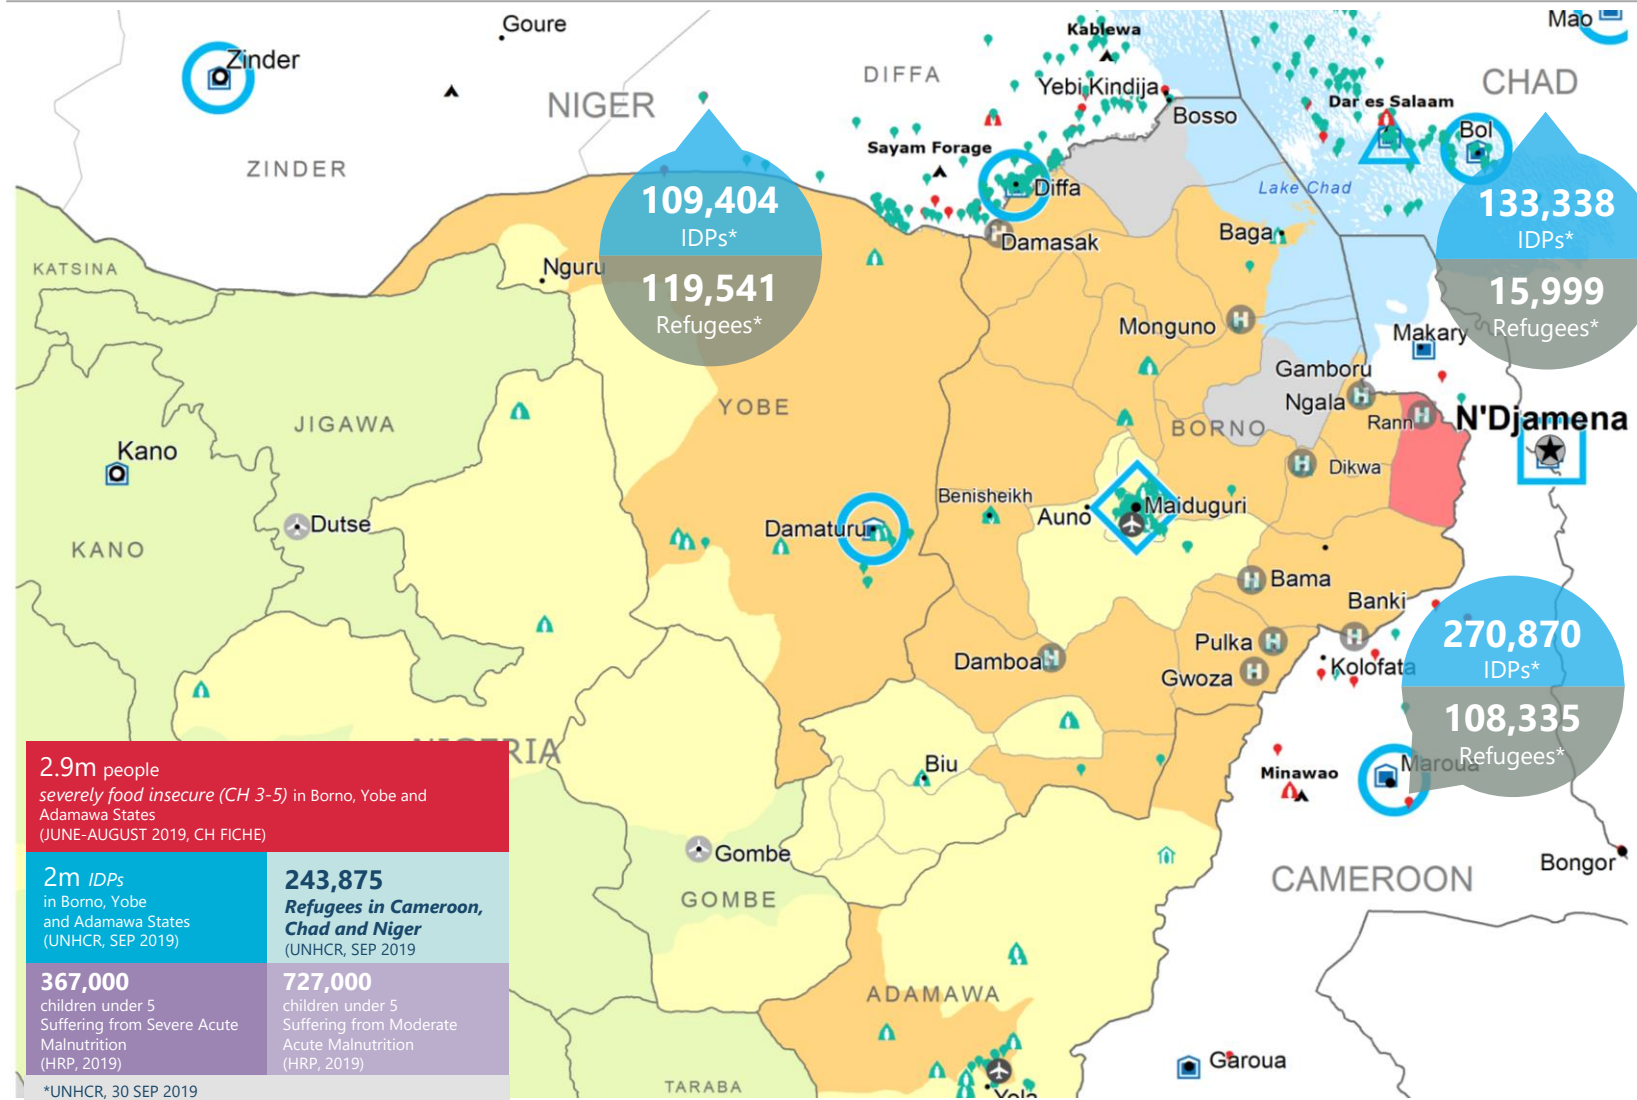 Goure
Kablewa
Mao
Zinder
DIFFA
CHAD
NIGER
Yebi Kindija
Dar es Salaam
Bosso
Bol
Sayam Forage
ZINDER
Diffa
Lake Chad
109,404
IDPs*
119,541
Refugees*
133,338
IDPs*
15,999
Refugees*
Baga
Damasak
KATSINA
Nguru
Monguno
Makary
Gamboru
Ngala
YOBE
JIGAWA
BORNO
Rann
N'Djamena
Kano
Dikwa
Benisheikh
Maiduguri
Auno
Dutse
Damaturu
KANO
Bama
Banki
Pulka
Damboa
Kolofata
Gwoza
270,870
IDPs*
108,335
Refugees*
NIGERIA
Biu
Minawao
Maroua
Gombe
Bongor
CAMEROON
GOMBE
ADAMAWA
Garoua
TARABA
Yola
2.9m people
severely food insecure (CH 3-5) in Borno, Yobe and
Adamawa States
(JUNE-AUGUST 2019, CH FICHE)
2m IDPs
in Borno, Yobe
and Adamawa States
(UNHCR, SEP 2019)
243,875
Refugees in Cameroon,
Chad and Niger
(UNHCR, SEP 2019
367,000
children under 5
Suffering from Severe Acute
Malnutrition
(HRP, 2019)
727,000
children under 5
Suffering from Moderate
Acute Malnutrition
(HRP, 2019)
*UNHCR, 30 SEP 2019